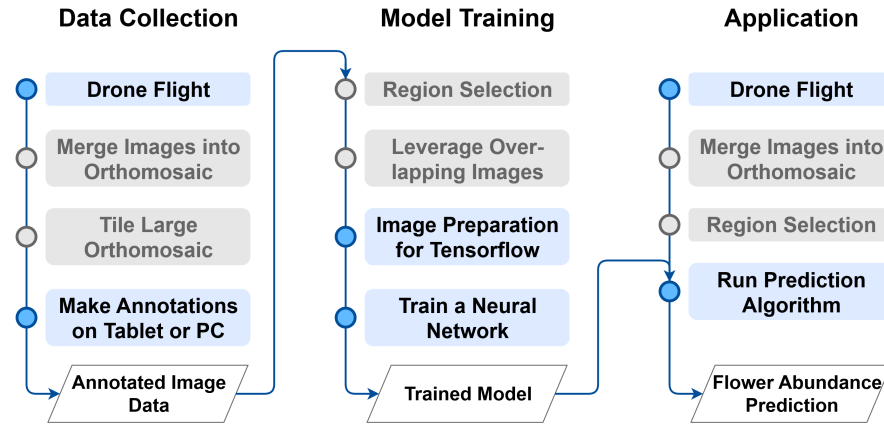 Data Collection
Drone Flight
Merge Images into
Orthomosaic
Tile Large
Orthomosaic
Make Annotations
on Tablet or PC
Annotated Image
Data
Model Training
Region Selection
Leverage Over-
lapping Images
Image Preparation
for Tensorflow
Train a Neural
Network
Trained Model
Application
Drone Flight
Merge Images into
Orthomosaic
Region Selection
Run Prediction
Algorithm
Flower Abundance
Prediction